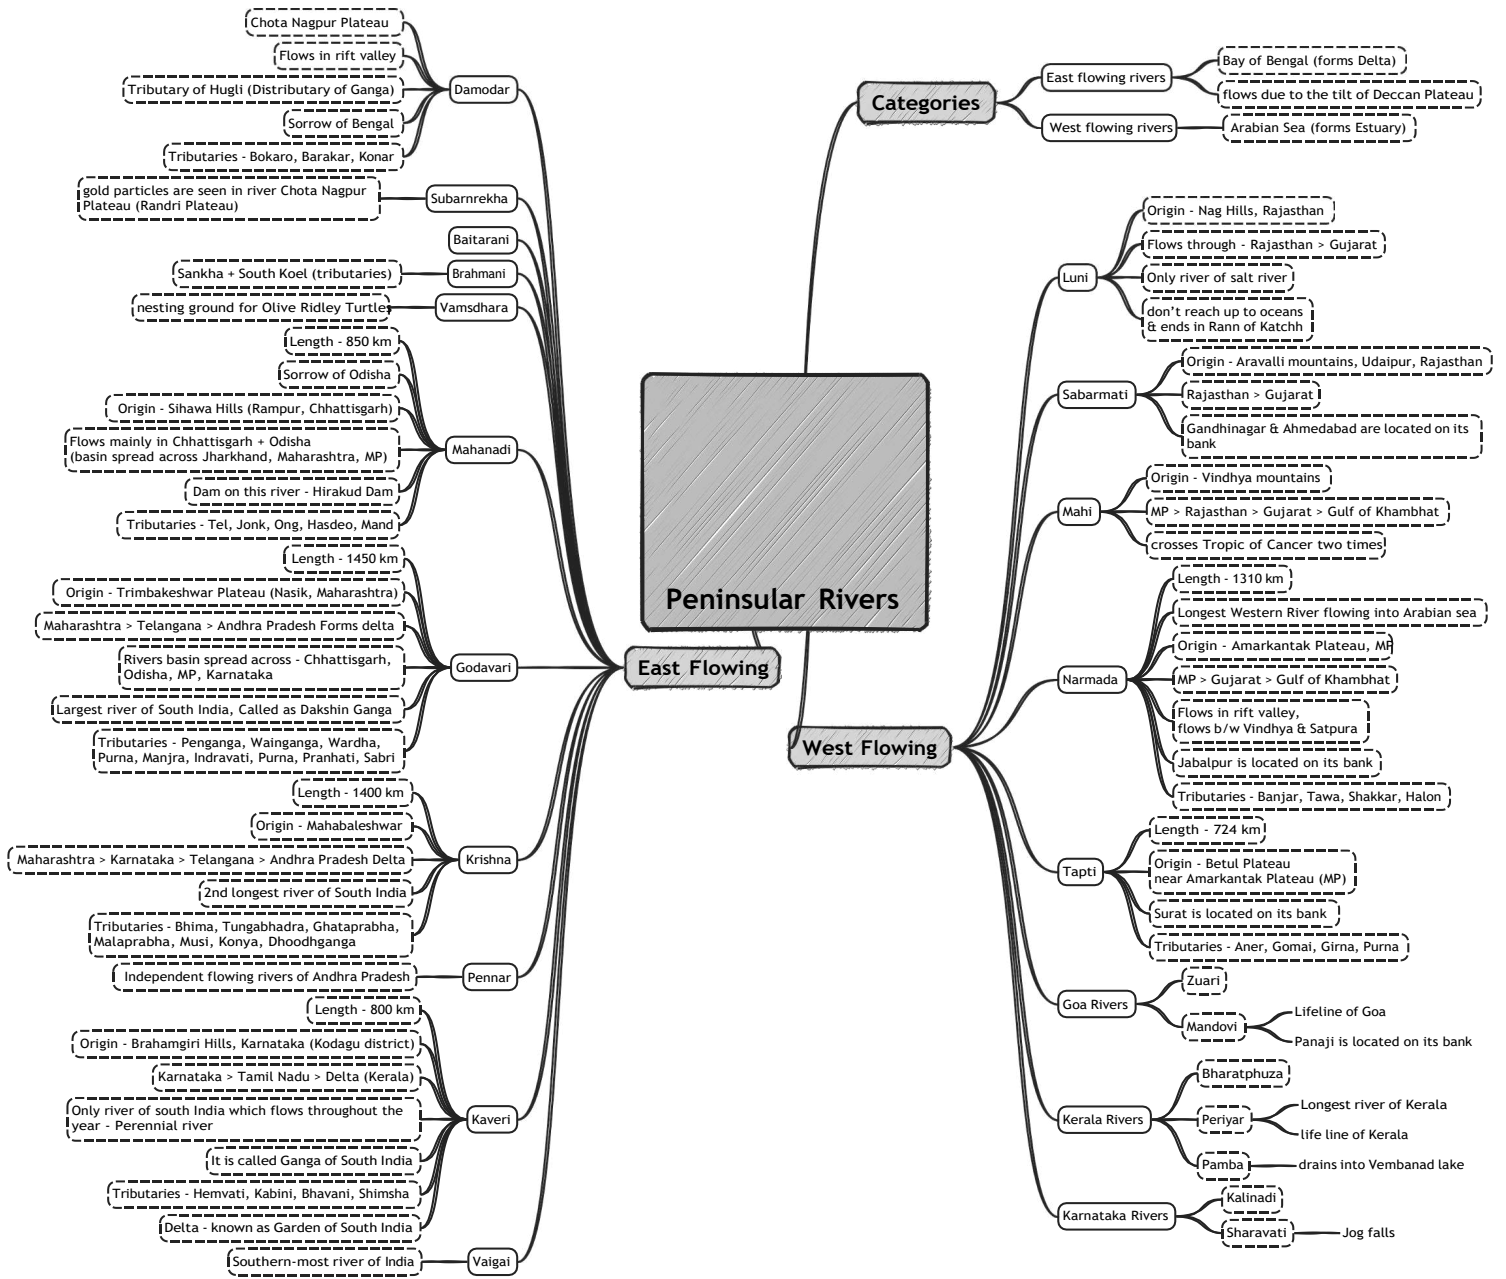 Peninsular Rivers
Categories
East flowing rivers
Bay of Bengal (forms Delta)
flows due to the tilt of Deccan Plateau
West flowing rivers
Arabian Sea (forms Estuary)
East Flowing
Damodar
Chota Nagpur Plateau
Flows in rift valley
Tributary of Hugli (Distributary of Ganga)
Sorrow of Bengal
Tributaries - Bokaro, Barakar, Konar
Subarnrekha
gold particles are seen in river Chota Nagpur
Plateau (Randri Plateau)
Baitarani
Brahmani
Sankha + South Koel (tributaries)
Vamsdhara
nesting ground for Olive Ridley Turtles
Mahanadi
Length - 850 km
Sorrow of Odisha
Origin - Sihawa Hills (Rampur, Chhattisgarh)
Flows mainly in Chhattisgarh + Odisha
(basin spread across Jharkhand, Maharashtra, MP)
Dam on this river - Hirakud Dam
Tributaries - Tel, Jonk, Ong, Hasdeo, Mand
Godavari
Length - 1450 km
Origin - Trimbakeshwar Plateau (Nasik, Maharashtra)
Maharashtra > Telangana > Andhra Pradesh Forms delta
Rivers basin spread across - Chhattisgarh,
Odisha, MP, Karnataka
Largest river of South India, Called as Dakshin Ganga
Tributaries - Penganga, Wainganga, Wardha,
Purna, Manjra, Indravati, Purna, Pranhati, Sabri
Krishna
Length - 1400 km
Origin - Mahabaleshwar
Maharashtra > Karnataka > Telangana > Andhra Pradesh Delta
2nd longest river of South India
Tributaries - Bhima, Tungabhadra, Ghataprabha,
Malaprabha, Musi, Konya, Dhoodhganga
Pennar
Independent flowing rivers of Andhra Pradesh
Kaveri
Length - 800 km
Origin - Brahamgiri Hills, Karnataka (Kodagu district)
Karnataka > Tamil Nadu > Delta (Kerala)
Only river of south India which flows throughout the
year - Perennial river
It is called Ganga of South India
Tributaries - Hemvati, Kabini, Bhavani, Shimsha
Delta - known as Garden of South India
Vaigai
Southern-most river of India
West Flowing
Luni
Origin - Nag Hills, Rajasthan
Flows through - Rajasthan > Gujarat
Only river of salt river
don't reach up to oceans
& ends in Rann of Katchh
Sabarmati
Origin - Aravalli mountains, Udaipur, Rajasthan
Rajasthan > Gujarat
Gandhinagar & Ahmedabad are located on its
bank
Mahi
Origin - Vindhya mountains
MP > Rajasthan > Gujarat > Gulf of Khambhat
crosses Tropic of Cancer two times
Narmada
Length - 1310 km
Longest Western River flowing into Arabian sea
Origin - Amarkantak Plateau, MP
MP > Gujarat > Gulf of Khambhat
Flows in rift valley,
flows b/w Vindhya & Satpura
Jabalpur is located on its bank
Tributaries - Banjar, Tawa, Shakkar, Halon
Tapti
Length - 724 km
Origin - Betul Plateau
near Amarkantak Plateau (MP)
Surat is located on its bank
Tributaries - Aner, Gomai, Girna, Purna
Goa Rivers
Zuari
Mandovi
Lifeline of Goa
Panaji is located on its bank
Kerala Rivers
Bharatphuza
Periyar
Longest river of Kerala
life line of Kerala
Pamba
drains into Vembanad lake
Karnataka Rivers
Kalinadi
Sharavati
Jog falls